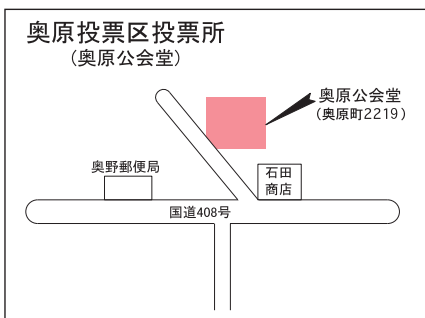 奥原投票区投票所
(奥原公会堂)
奥原公会堂
(奥原町2219)
奥野郵便局
石田
商店
国道408号